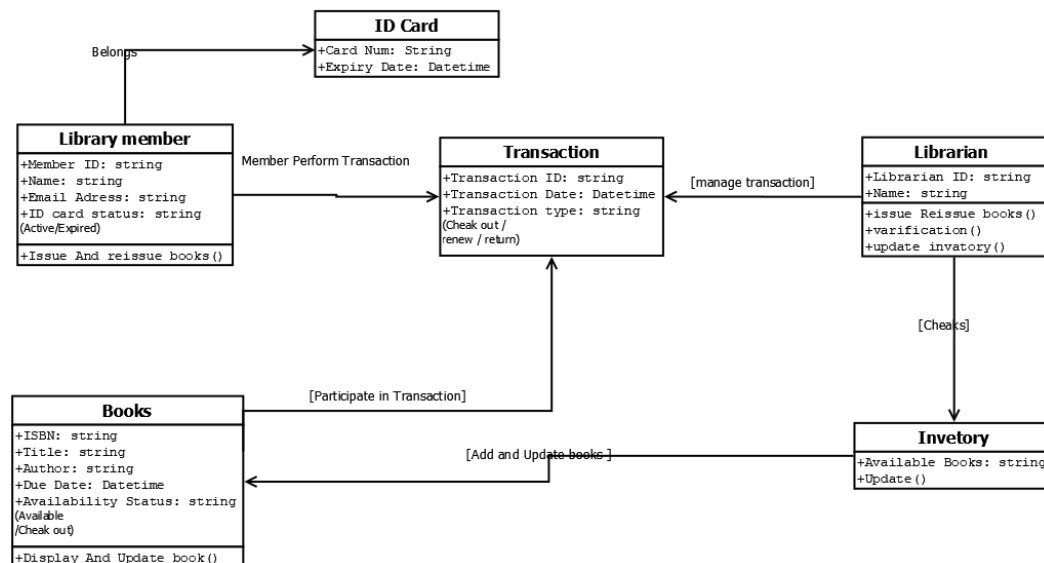 ID Card
+Card Num: String
+Expiry Date: Datetime
Belongs
Library member
+Member ID: string
+Name: string
+Email Adress: string
+ID card status: string
(Active/Expired)
+Issue And reissue books()
Member Perform Transaction
Transaction
+Transaction ID: string
+Transaction Date: Datetime
+Transaction type: string
(Cheak out /
renew / return)
[manage transaction]
Librarian
+Librarian ID: string
+Name: string
+issue Reissue books()
+varification()
+update invatory()
[Cheaks]
[Participate in Transaction]
Books
+ISBN: string
+Title: string
+Author: string
+Due Date: Datetime
+Availability Status: string
(Available
/Cheak out)
+Display And Update book()
[Add and Update books ]
Invetory
+Available Books: string
+Update()